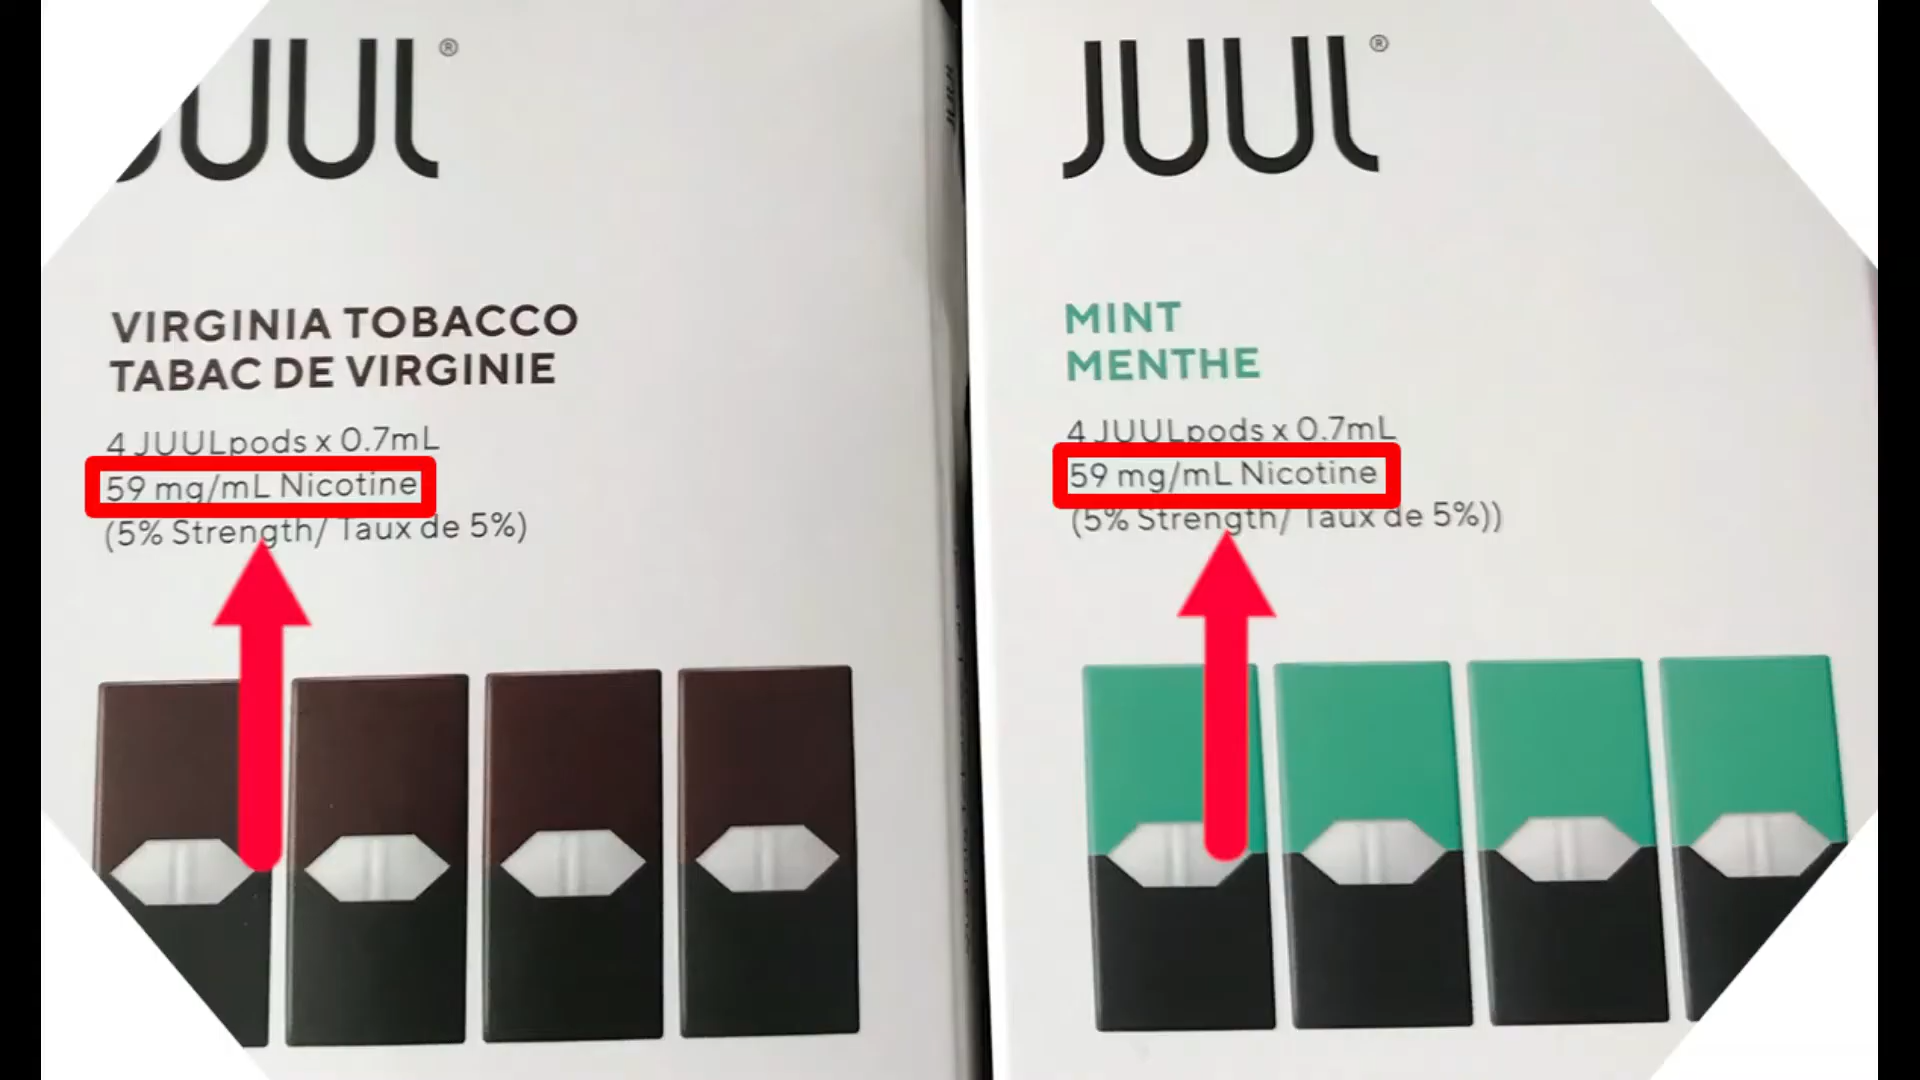 JUUL®
VIRGINIA TOBACCO
TABAC DE VIRGINIE
4 JUULpods x 0.7mL
59 mg/mL Nicotine
(5% Strength/ Taux de 5%)
JUUL®
MINT
MENTHE
4 JUULpods x 0.7mL
59 mg/mL Nicotine
(5% Strength/ Taux de 5%))
JUUL